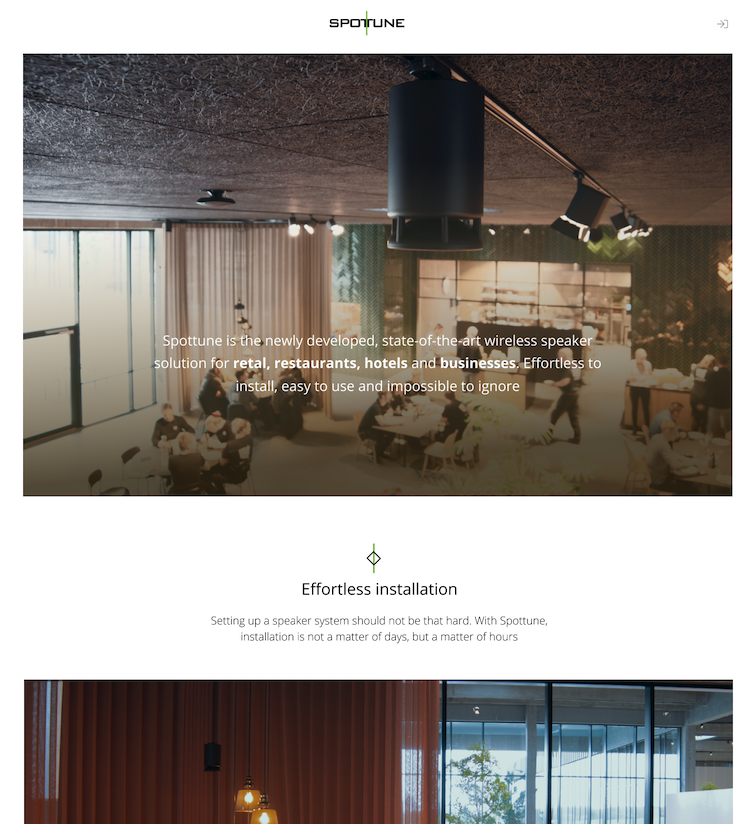 SPOTTUNE
Spottune is the newly developed, state-of-the-art wireless speaker
solution for retal, restaurants, hotels and businesses. Effortless to
install, easy to use and impossible to ignore
Effortless installation
Setting up a speaker system should not be that hard. With Spottune,
installation is not a matter of days, but a matter of hours